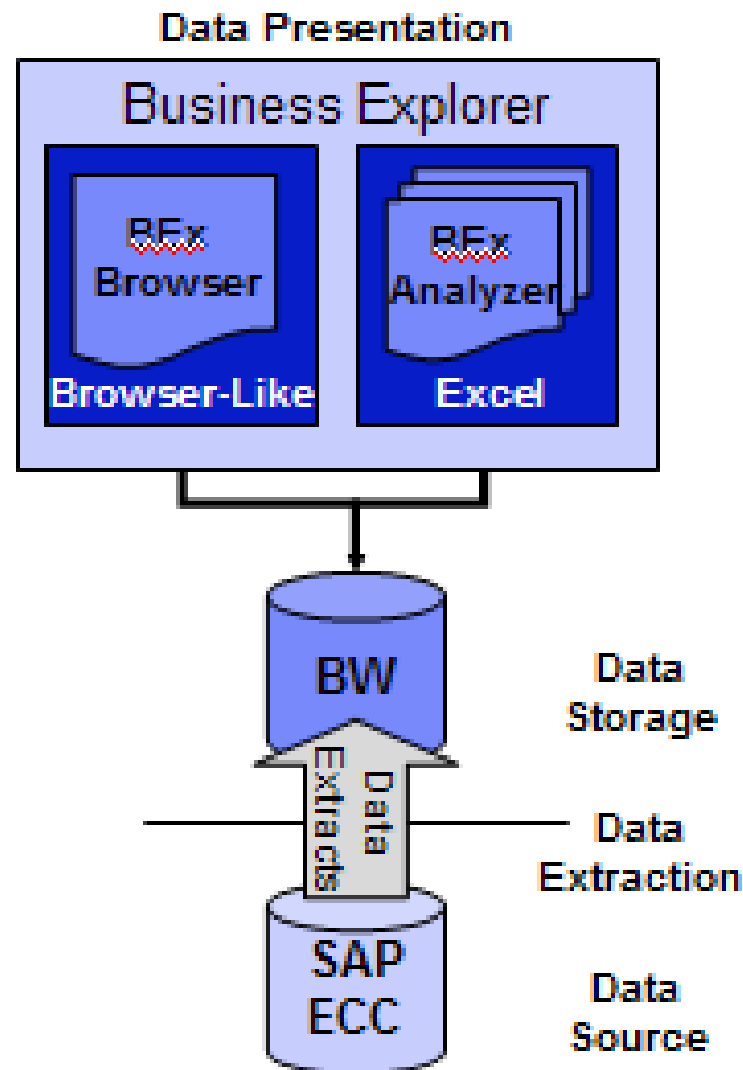 Data Presentation
Business Explorer
BEx
Browser
Browser-Like
BEx
Analyzer
Excel
BW
Data
Storage
Data
Extracts
Data
Extraction
SAP
ECC
Data
Source